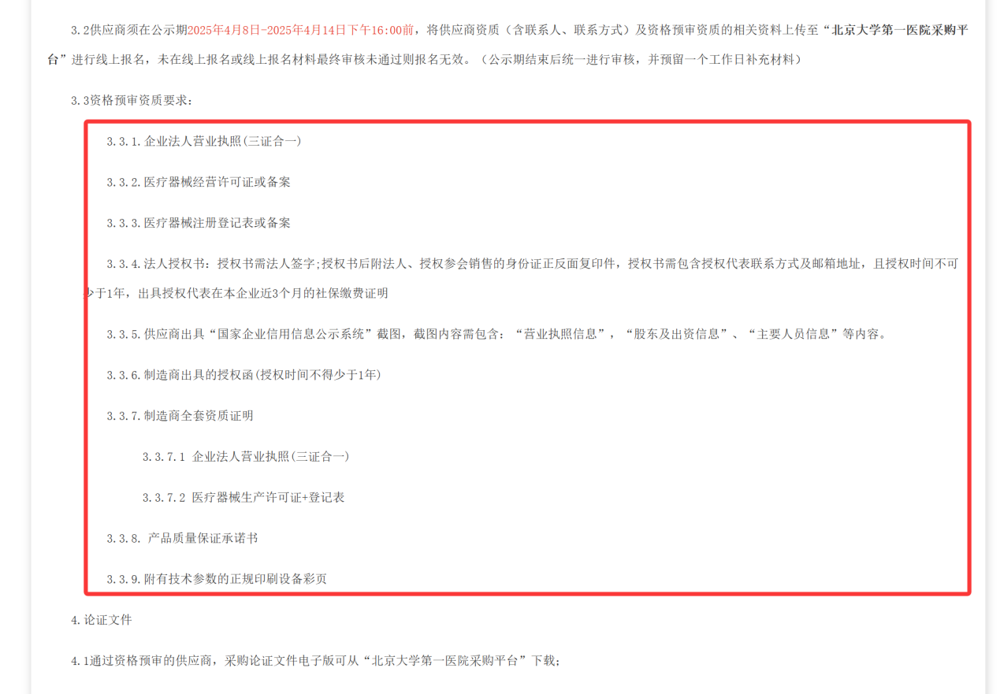 3.2供应商须在公示期2025年4月8日-2025年4月14日下午16:00前，将供应商资质（含联系人、联系方式）及资格预审资质的相关资料上传至“北京大学第一医院采购平
台”进行线上报名，未在线上报名或线上报名材料最终审核未通过则报名无效。（公示期结束后统一进行审核，并预留一个工作日补充材料）
3.3资格预审资质要求：
3.3.1.企业法人营业执照(三证合一)
3.3.2.医疗器械经营许可证或备案
3.3.3.医疗器械注册登记表或备案
3.3.4.法人授权书：授权书需法人签字;授权书后附法人、授权参会销售的身份证正反面复印件，授权书需包含授权代表联系方式及邮箱地址，且授权时间不可
少于1年，出具授权代表在本企业近3个月的社保缴费证明
3.3.5.供应商出具“国家企业信用信息公示系统”截图，截图内容需包含：“营业执照信息”，“股东及出资信息”、“主要人员信息”等内容。
3.3.6.制造商出具的授权函(授权时间不得少于1年)
3.3.7.制造商全套资质证明
3.3.7.1 企业法人营业执照(三证合一)
3.3.7.2 医疗器械生产许可证+登记表
3.3.8. 产品质量保证承诺书
3.3.9.附有技术参数的正规印刷设备彩页
4.论证文件
4.1通过资格预审的供应商，采购论证文件电子版可从“北京大学第一医院采购平台”下载；